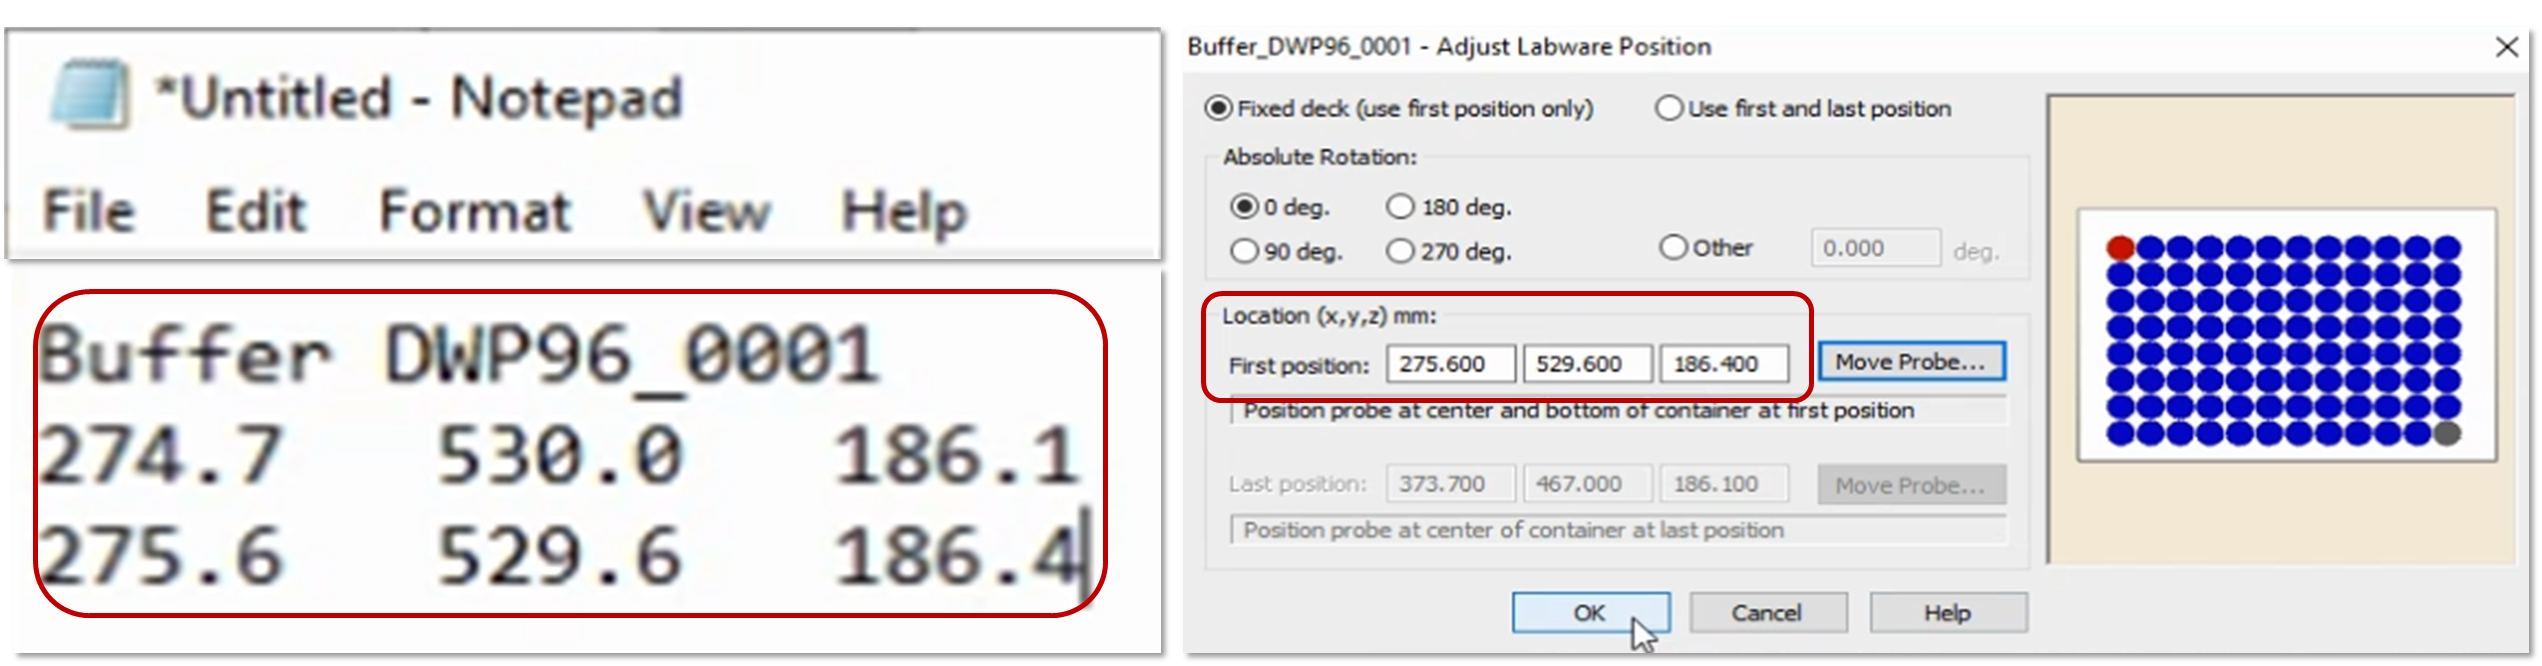 *Untitled - Notepad
File Edit Format View Help
Buffer DWP96_0001
274.7 530.0 186.1
275.6 529.6 186.4
Buffer_DWP96_0001 - Adjust Labware Position
Fixed deck (use first position only) Use first and last position
Absolute Rotation:
0 deg. 180 deg.
90 deg. 270 deg. Other 0.000 deg.
Location (x,y,z) mm:
First position: 275.600 529.600 186.400 Move Probe...
Position probe at center and bottom of container at first position
Last position: 373.700 467.000 186.100 Move Probe...
Position probe at center of container at last position
OK Cancel Help